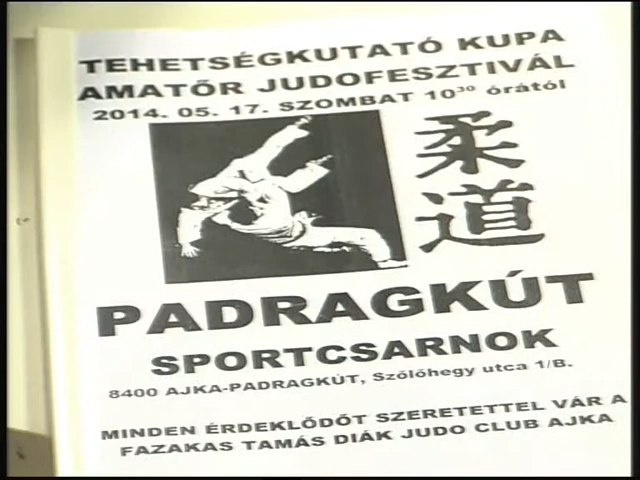 TEHETSÉGKUTATÓ KUPA
AMATŐR JUDOFESZTIVÁL
2014. 05. 17. SZOMBAT 10³⁰ órától
柔
道
PADRAGKÚT
SPORTCSARNOK
8400 AJKA-PADRAGKÚT, Szőlőhegy utca 1/B.
MINDEN ÉRDEKLŐDŐT SZERETETTEL VÁR A
FAZAKAS TAMÁS DIÁK JUDO CLUB AJKA